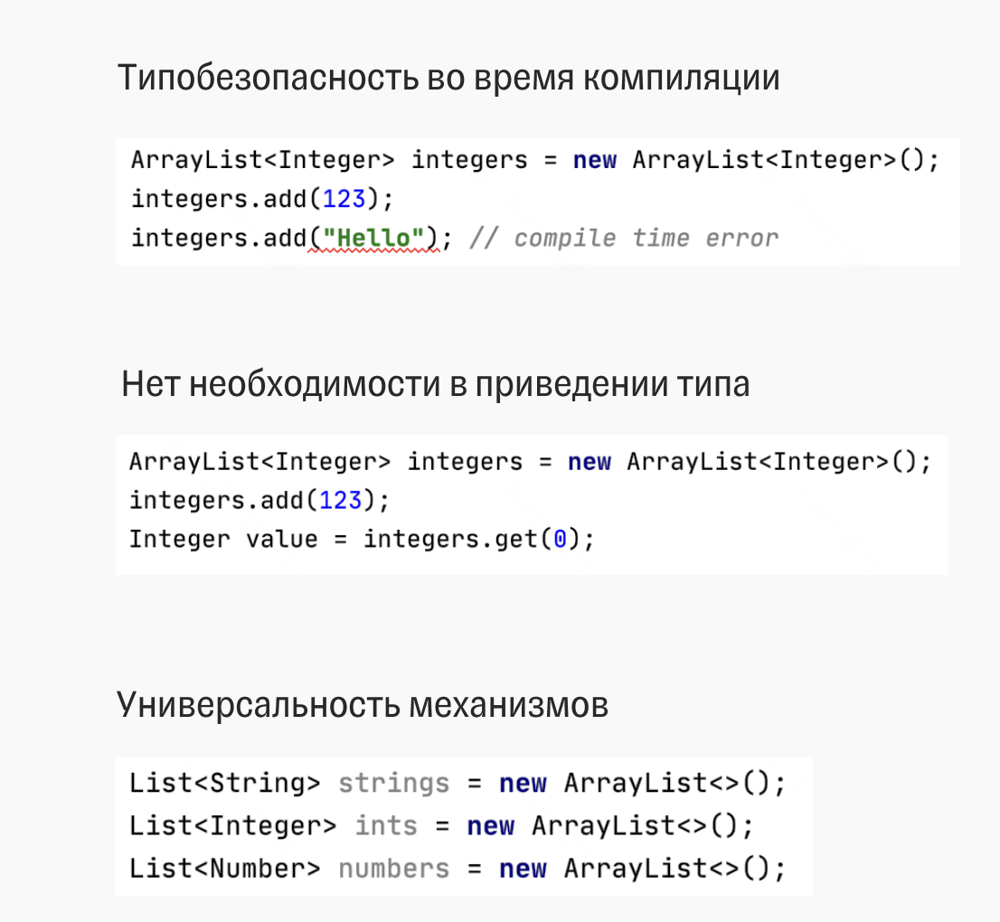 Типобезопасность во время компиляции
ArrayList<Integer> integers = new ArrayList<Integer>();
integers.add(123);
integers.add("Hello"); // compile time error
Нет необходимости в приведении типа
ArrayList<Integer> integers = new ArrayList<Integer>();
integers.add(123);
Integer value = integers.get(0);
Универсальность механизмов
List<String> strings = new ArrayList<>();
List<Integer> ints = new ArrayList<>();
List<Number> numbers = new ArrayList<>();